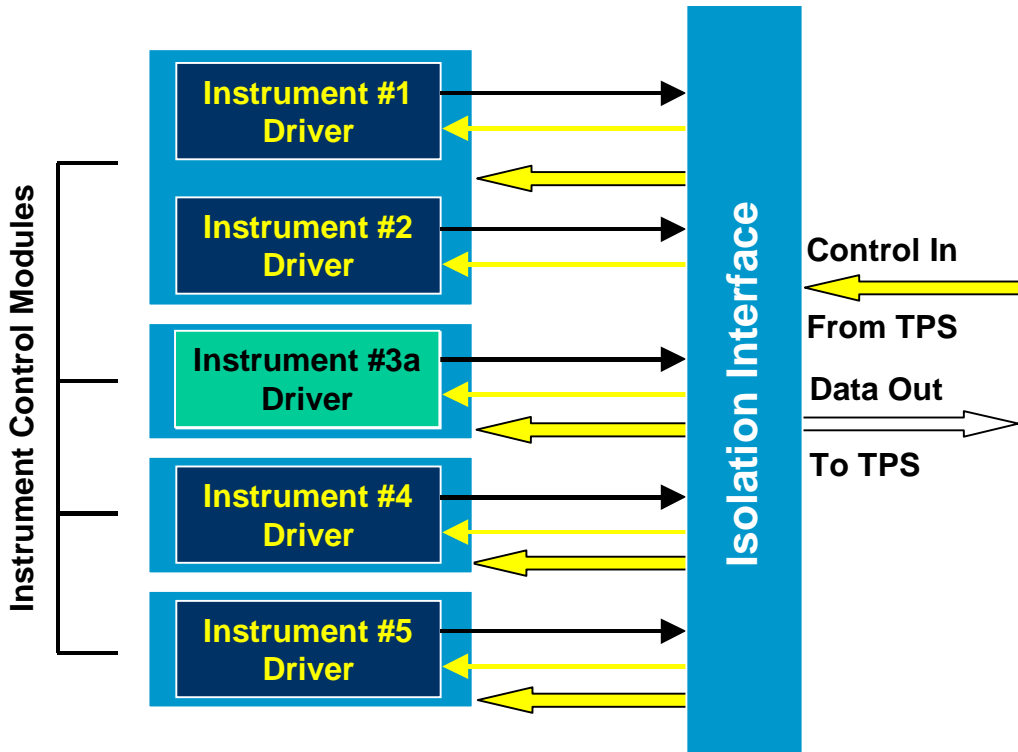 Instrument Control Modules
Instrument #1
Driver
Instrument #2
Driver
Instrument #3a
Driver
Instrument #4
Driver
Instrument #5
Driver
Isolation Interface
Control In
From TPS
Data Out
To TPS